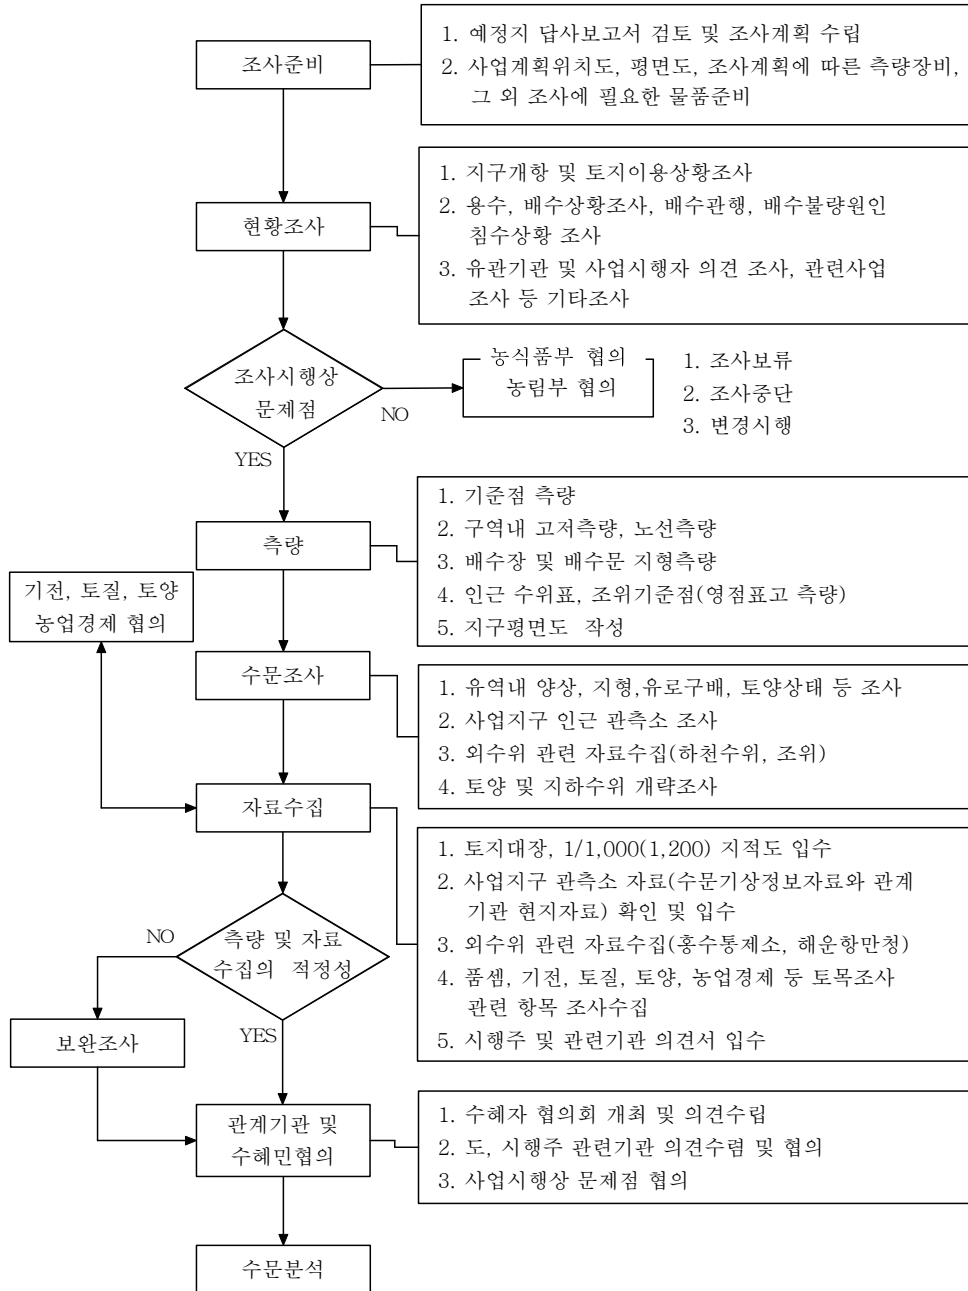 조사준비
1. 예정지 답사보고서 검토 및 조사계획 수립
2. 사업계획위치도, 평면도, 조사계획에 따른 측량장비,
그 외 조사에 필요한 물품준비
현황조사
1. 지구개항 및 토지이용상황조사
2. 용수, 배수상황조사, 배수관행, 배수불량원인
침수상황 조사
3. 유관기관 및 사업시행자 의견 조사, 관련사업
조사 등 기타조사
조사시행상
문제점
NO
YES
농식품부 협의
농림부 협의
1. 조사보류
2. 조사중단
3. 변경시행
측량
1. 기준점 측량
2. 구역내 고저측량, 노선측량
3. 배수장 및 배수문 지형측량
4. 인근 수위표, 조위기준점(영점표고 측량)
5. 지구평면도 작성
기전, 토질, 토양
농업경제 협의
수문조사
1. 유역내 양상, 지형,유로구배, 토양상태 등 조사
2. 사업지구 인근 관측소 조사
3. 외수위 관련 자료수집(하천수위, 조위)
4. 토양 및 지하수위 개략조사
자료수집
1. 토지대장, 1/1,000(1,200) 지적도 입수
2. 사업지구 관측소 자료(수문기상정보자료와 관계
기관 현지자료) 확인 및 입수
3. 외수위 관련 자료수집(홍수통제소, 해운항만청)
4. 품셈, 기전, 토질, 토양, 농업경제 등 토목조사
관련 항목 조사수집
5. 시행주 및 관련기관 의견서 입수
측량 및 자료
수집의 적정성
NO
YES
보완조사
관계기관 및
수혜민협의
1. 수혜자 협의회 개최 및 의견수립
2. 도, 시행주 관련기관 의견수렴 및 협의
3. 사업시행상 문제점 협의
수문분석